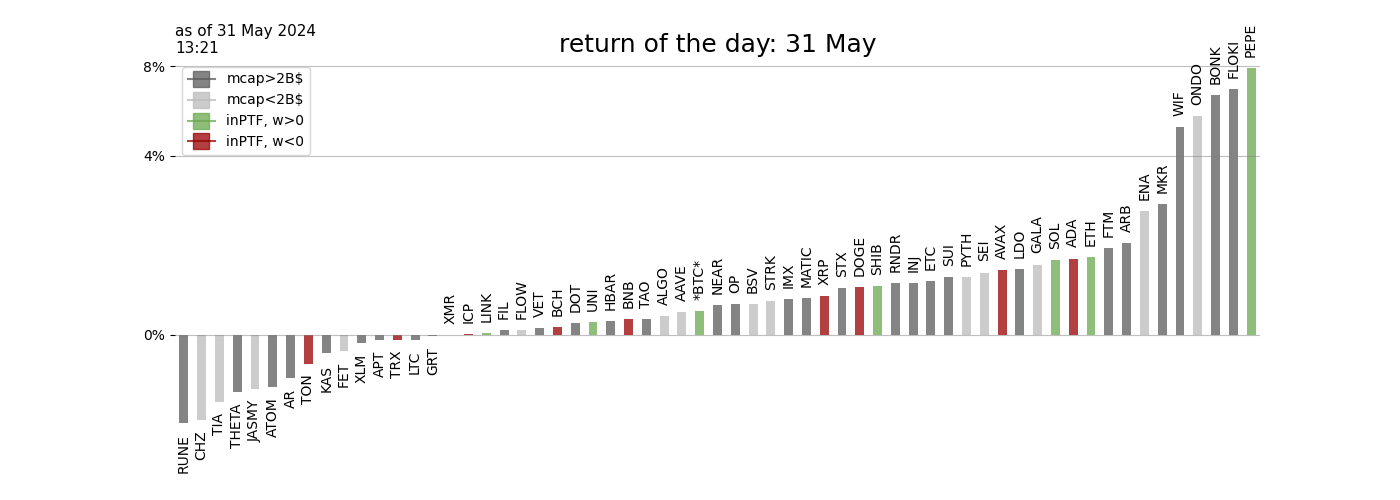 as of 31 May 2024
13:21
return of the day: 31 May
8%
4%
0%
mcap>2B$
mcap<2B$
inPTF, w>0
inPTF, w<0
RUNE
CHZ
TIA
THETA
JASMY
ATOM
AR
TON
KAS
FET
XLM
APT
TRX
LTC
GRT
XMR
ICP
LINK
FIL
FLOW
VET
BCH
DOT
UNI
HBAR
BNB
TAO
ALGO
AAVE
*BTC*
NEAR
OP
BSV
STRK
IMX
MATIC
XRP
STX
DOGE
SHIB
RNDR
INJ
ETC
SUI
PYTH
SEI
AVAX
LDO
GALA
SOL
ADA
ETH
FTM
ARB
ENA
MKR
WIF
ONDO
BONK
FLOKI
PEPE